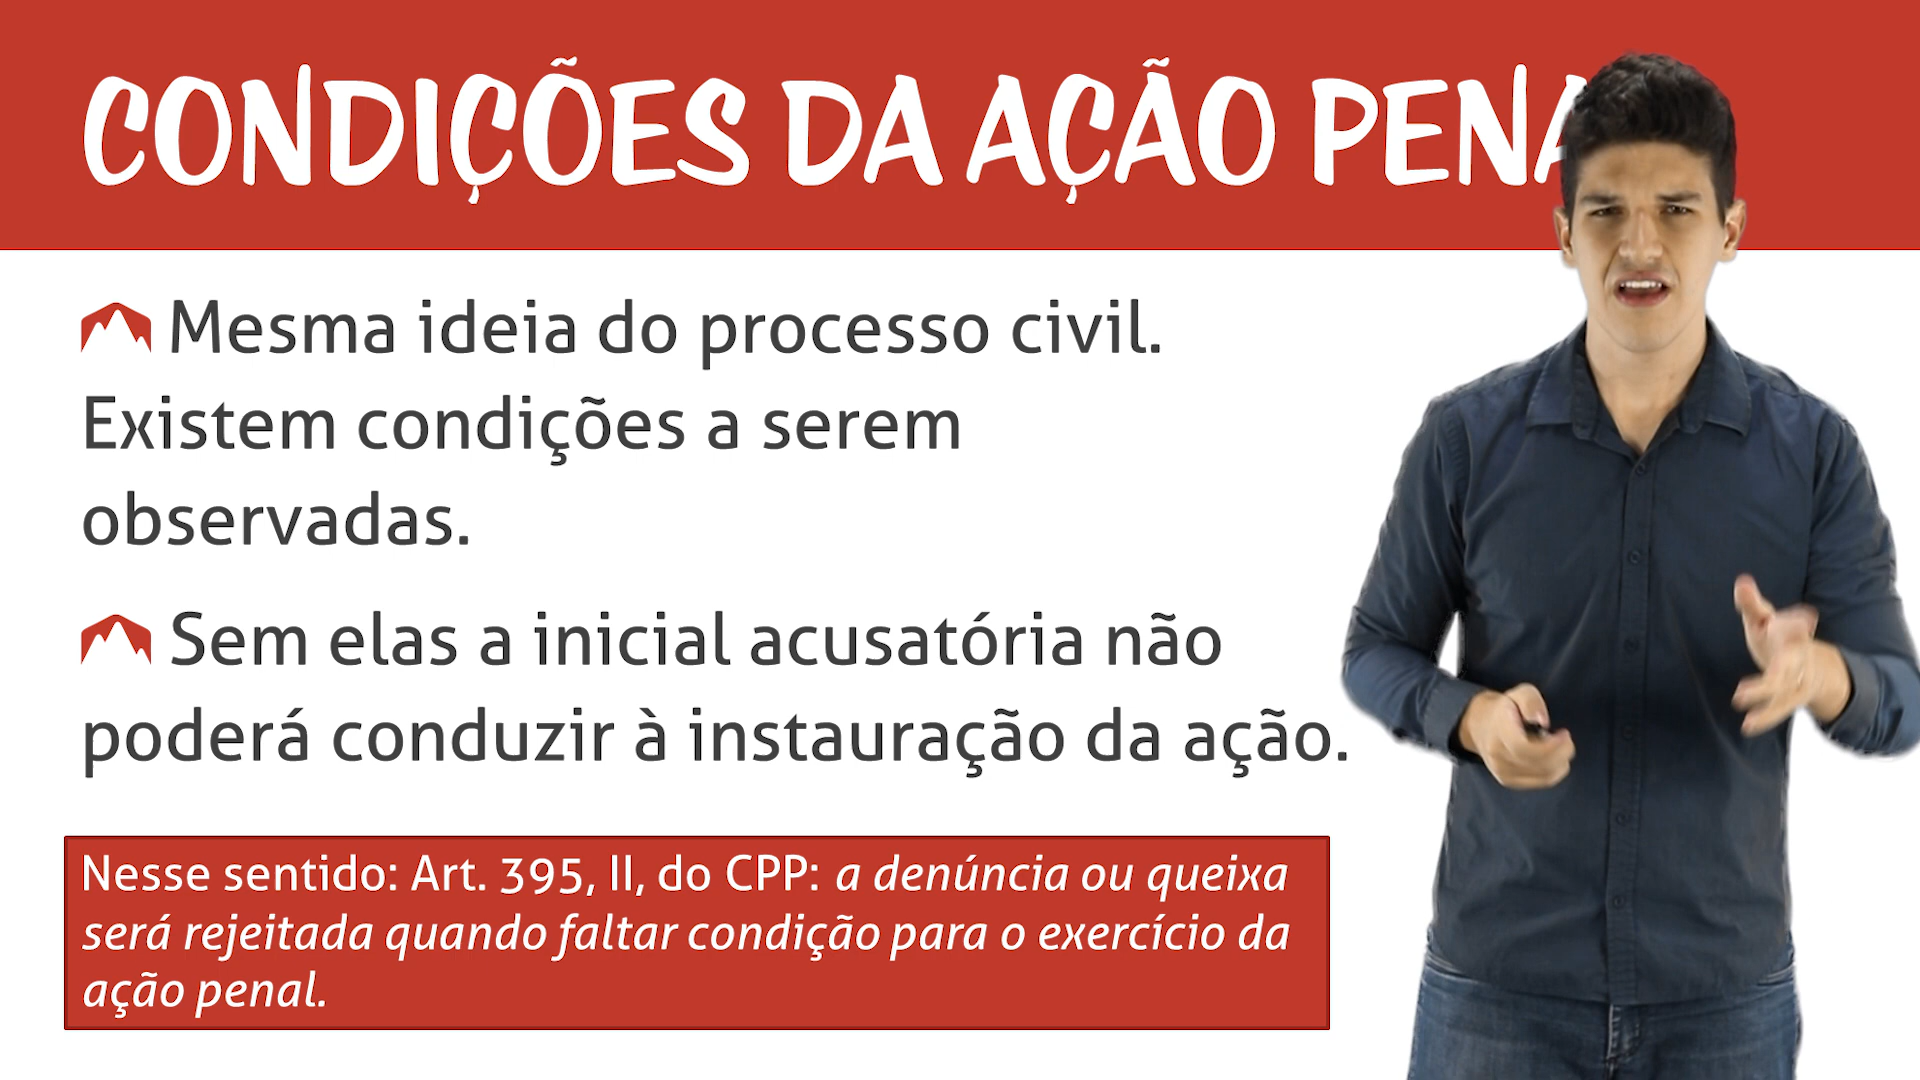 CONDIÇÕES DA AÇÃO
Mesma ideia do processo civil.
Existem condições a serem
observadas.
Sem elas a inicial acusatória não
poderá conduzir à instauração da ação.
Nesse sentido: Art. 395, II, do CPP: a denúncia ou queixa
será rejeitada quando faltar condição para o exercício da
ação penal.